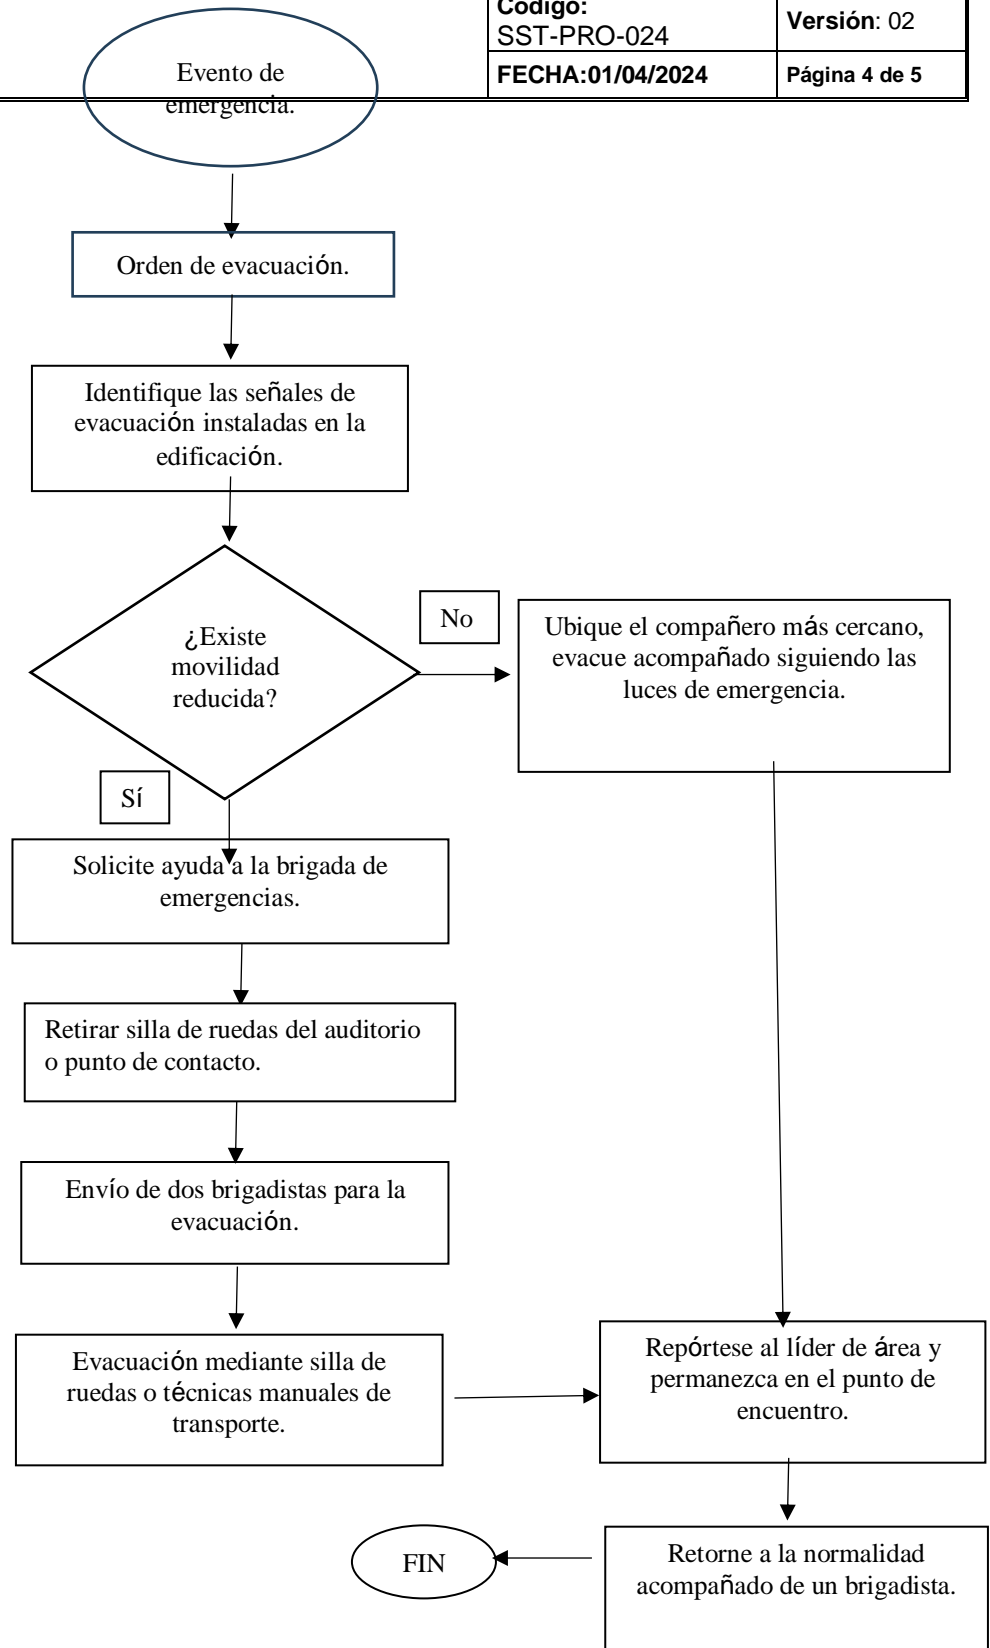 Código:
SST-PRO-024
Versión: 02
FECHA:01/04/2024
Página 4 de 5
Evento de
emergencia.
Orden de evacuación.
Identifique las señales de
evacuación instaladas en la
edificación.
¿Existe
movilidad
reducida?
No
Ubique el compañero más cercano,
evacue acompañado siguiendo las
luces de emergencia.
Sí
Solicite ayuda a la brigada de
emergencias.
Retirar silla de ruedas del auditorio
o punto de contacto.
Envío de dos brigadistas para la
evacuación.
Evacuación mediante silla de
ruedas o técnicas manuales de
transporte.
Repórtese al líder de área y
permanezca en el punto de
encuentro.
Retorne a la normalidad
acompañado de un brigadista.
FIN